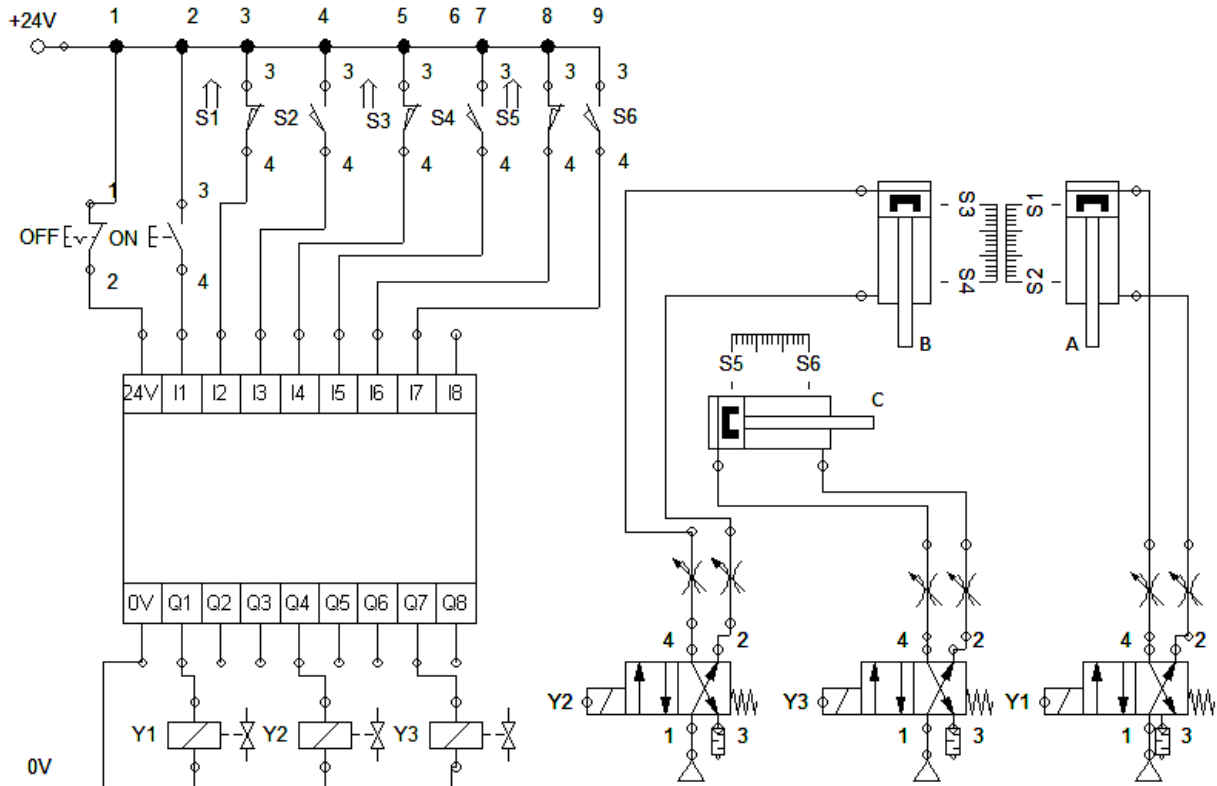 +24V 1 2 3 4 5 6 7 8 9
3 3 3 3 3 3
S1 S2 S3 S4 S5 S6
4 4 4 4 4 4
1 3
OFF ON
2 4
24V I1 I2 I3 I4 I5 I6 I7 I8
0V Q1 Q2 Q3 Q4 Q5 Q6 Q7 Q8
Y1 Y2 Y3
0V
S3 S1
S4 S2
B A
S5 S6
C
4 2 4 2 4 2
Y2 Y3 Y1
1 3 1 3 1 3